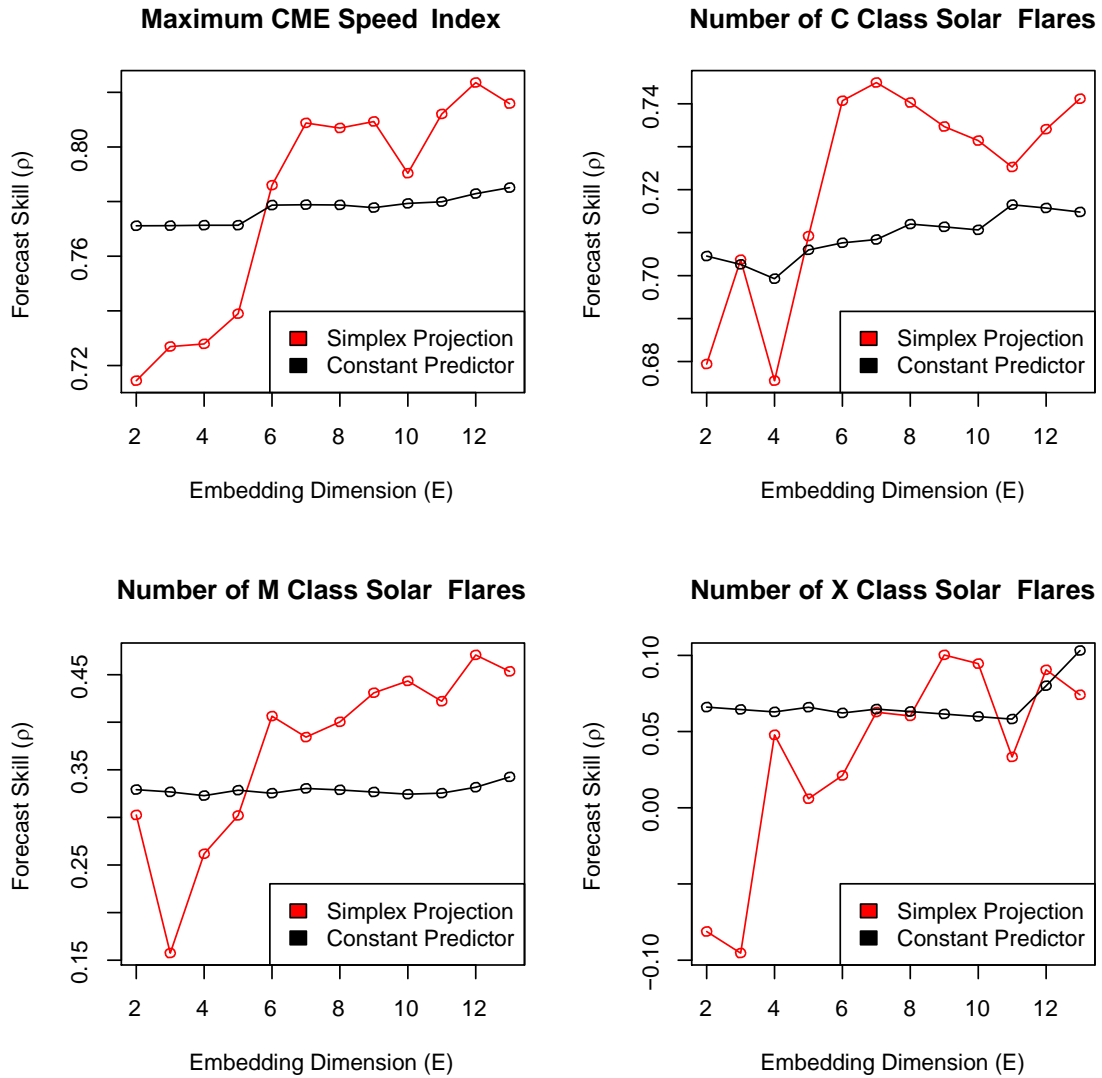 Maximum CME Speed Index
Forecast Skill (ρ)
0.72 0.76 0.80
2 4 6 8 10 12
Embedding Dimension (E)
Simplex Projection
Constant Predictor
Number of C Class Solar Flares
Forecast Skill (ρ)
0.68 0.70 0.72 0.74
2 4 6 8 10 12
Embedding Dimension (E)
Simplex Projection
Constant Predictor
Number of M Class Solar Flares
Forecast Skill (ρ)
0.15 0.25 0.35 0.45
2 4 6 8 10 12
Embedding Dimension (E)
Simplex Projection
Constant Predictor
Number of X Class Solar Flares
Forecast Skill (ρ)
−0.10 0.00 0.05 0.10
2 4 6 8 10 12
Embedding Dimension (E)
Simplex Projection
Constant Predictor